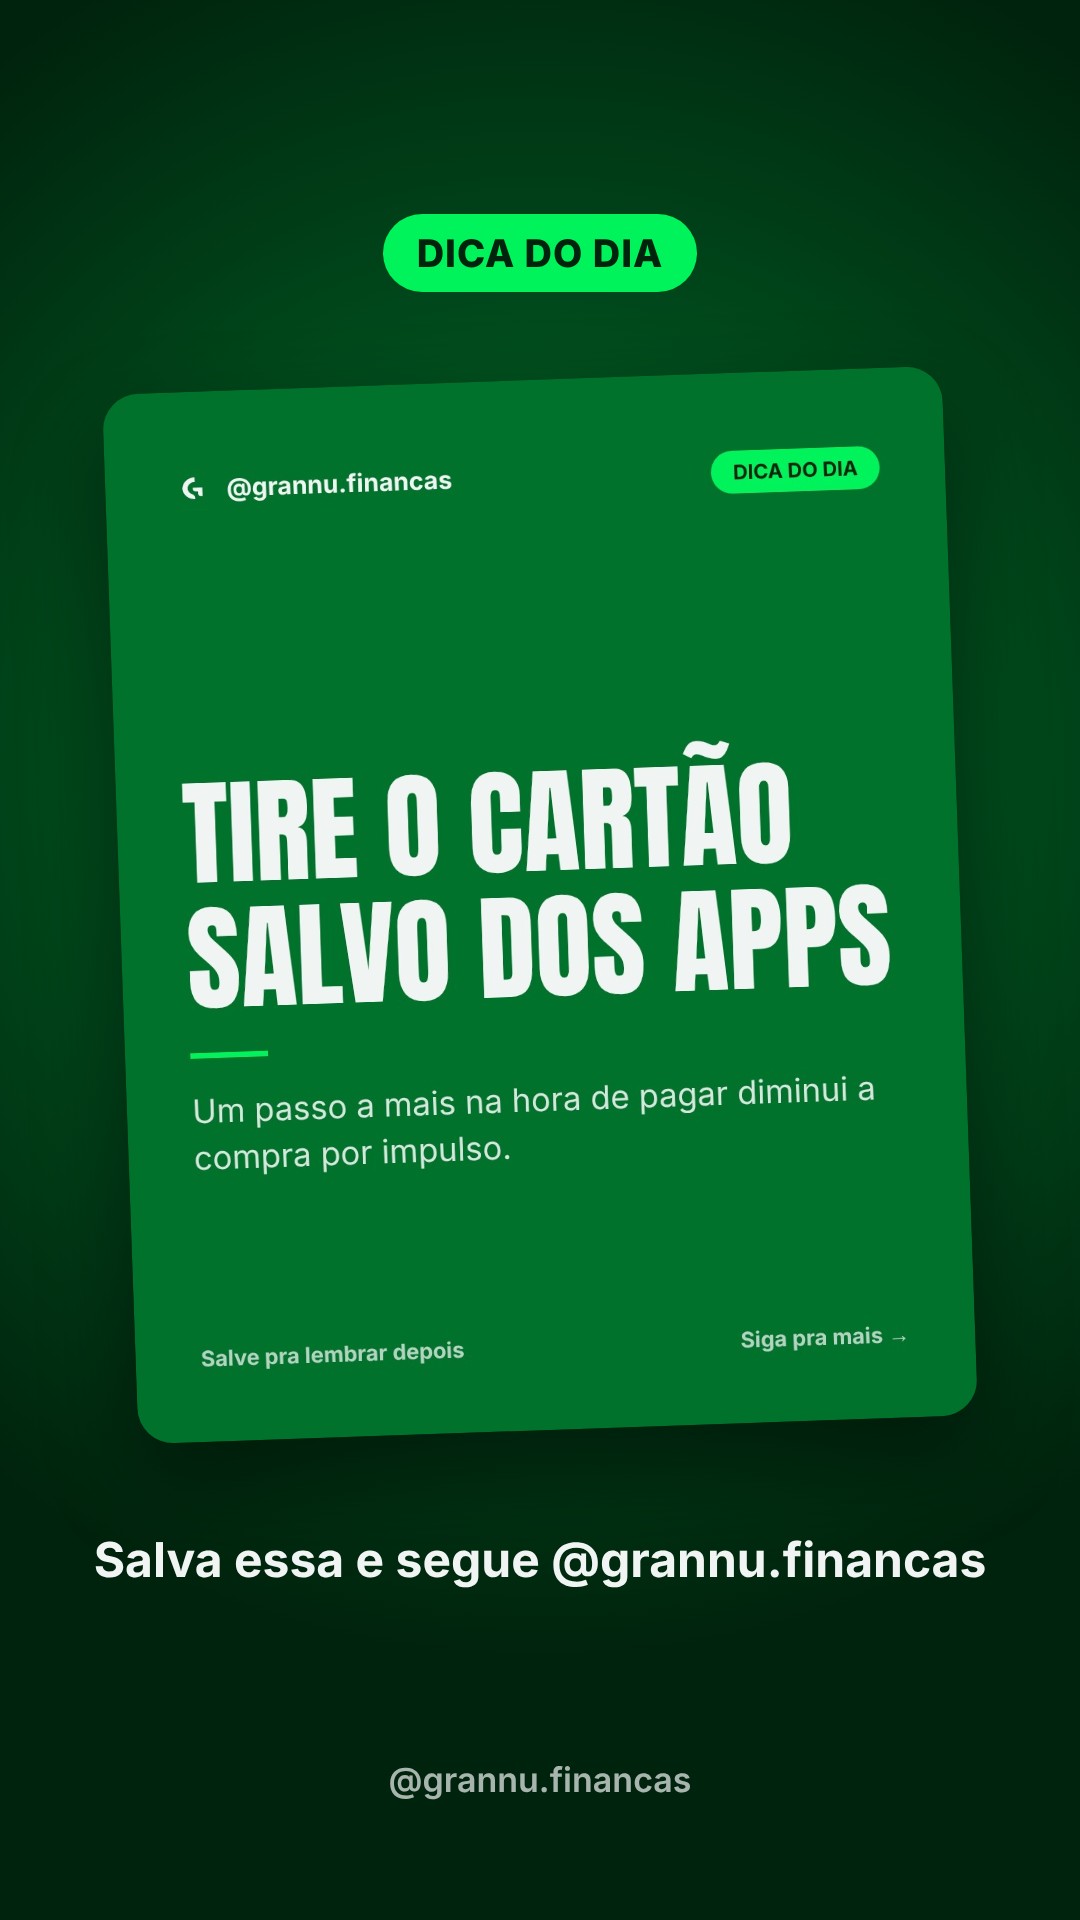 DICA DO DIA
@grannu.financas
DICA DO DIA
TIRE O CARTÃO
SALVO DOS APPS
Um passo a mais na hora de pagar diminui a
compra por impulso.
Salve pra lembrar depois
Siga pra mais →
Salva essa e segue @grannu.financas
@grannu.financas